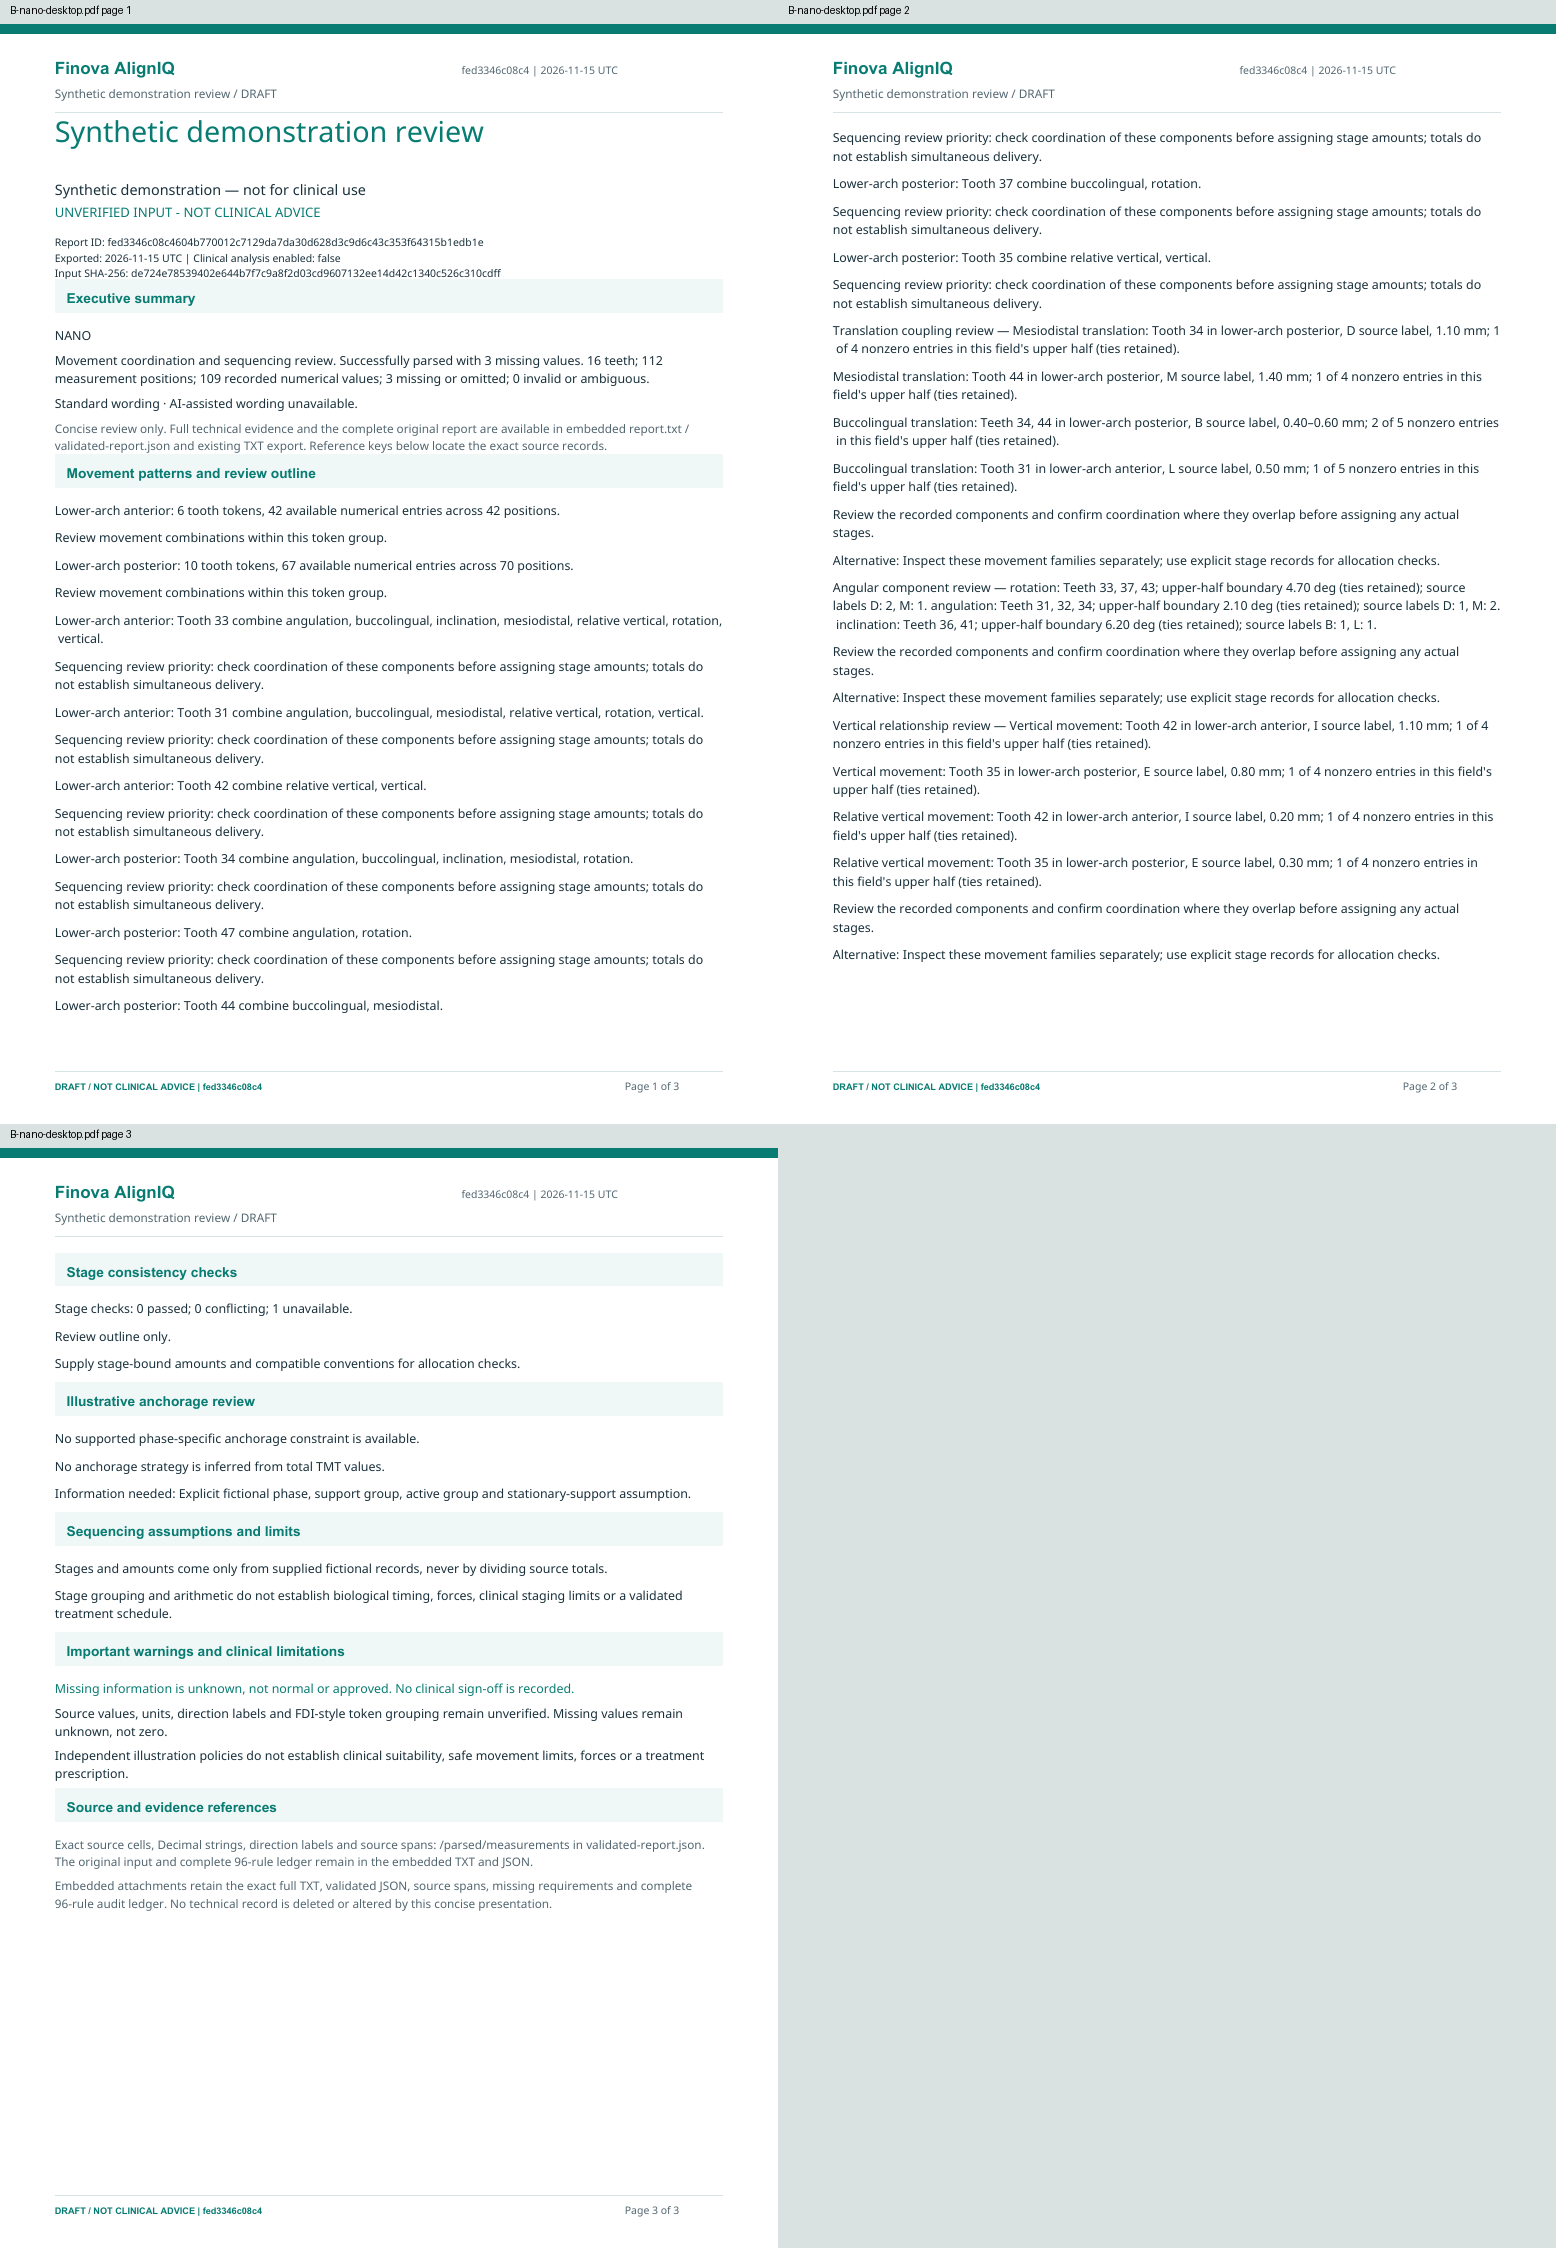 B-nano-desktop.pdf page 1
Finova AlignIQ
fed3346c08c4 | 2026-11-15 UTC
Synthetic demonstration review / DRAFT
Synthetic demonstration review
Synthetic demonstration — not for clinical use
UNVERIFIED INPUT - NOT CLINICAL ADVICE
Report ID: fed3346c08c4604b770012c7129da7da30d628d3c9d6c43c353f64315b1edb1e
Exported: 2026-11-15 UTC | Clinical analysis enabled: false
Input SHA-256: de724e78539402e644b7f7c9a8f2d03cd9607132ee14d42c1340c526c310cdff
Executive summary
NANO
Movement coordination and sequencing review. Successfully parsed with 3 missing values. 16 teeth; 112
measurement positions; 109 recorded numerical values; 3 missing or omitted; 0 invalid or ambiguous.
Standard wording · AI-assisted wording unavailable.
Concise review only. Full technical evidence and the complete original report are available in embedded report.txt /
validated-report.json and existing TXT export. Reference keys below locate the exact source records.
Movement patterns and review outline
Lower-arch anterior: 6 tooth tokens, 42 available numerical entries across 42 positions.
Review movement combinations within this token group.
Lower-arch posterior: 10 tooth tokens, 67 available numerical entries across 70 positions.
Review movement combinations within this token group.
Lower-arch anterior: Tooth 33 combine angulation, buccolingual, inclination, mesiodistal, relative vertical, rotation,
vertical.
Sequencing review priority: check coordination of these components before assigning stage amounts; totals do
not establish simultaneous delivery.
Lower-arch anterior: Tooth 31 combine angulation, buccolingual, mesiodistal, relative vertical, rotation, vertical.
Sequencing review priority: check coordination of these components before assigning stage amounts; totals do
not establish simultaneous delivery.
Lower-arch anterior: Tooth 42 combine relative vertical, vertical.
Sequencing review priority: check coordination of these components before assigning stage amounts; totals do
not establish simultaneous delivery.
Lower-arch posterior: Tooth 34 combine angulation, buccolingual, inclination, mesiodistal, rotation.
Sequencing review priority: check coordination of these components before assigning stage amounts; totals do
not establish simultaneous delivery.
Lower-arch posterior: Tooth 47 combine angulation, rotation.
Sequencing review priority: check coordination of these components before assigning stage amounts; totals do
not establish simultaneous delivery.
Lower-arch posterior: Tooth 44 combine buccolingual, mesiodistal.
DRAFT / NOT CLINICAL ADVICE | fed3346c08c4
Page 1 of 3
B-nano-desktop.pdf page 2
Finova AlignIQ
fed3346c08c4 | 2026-11-15 UTC
Synthetic demonstration review / DRAFT
Sequencing review priority: check coordination of these components before assigning stage amounts; totals do
not establish simultaneous delivery.
Lower-arch posterior: Tooth 37 combine buccolingual, rotation.
Sequencing review priority: check coordination of these components before assigning stage amounts; totals do
not establish simultaneous delivery.
Lower-arch posterior: Tooth 35 combine relative vertical, vertical.
Sequencing review priority: check coordination of these components before assigning stage amounts; totals do
not establish simultaneous delivery.
Translation coupling review — Mesiodistal translation: Tooth 34 in lower-arch posterior, D source label, 1.10 mm; 1
of 4 nonzero entries in this field's upper half (ties retained).
Mesiodistal translation: Tooth 44 in lower-arch posterior, M source label, 1.40 mm; 1 of 4 nonzero entries in this
field's upper half (ties retained).
Buccolingual translation: Teeth 34, 44 in lower-arch posterior, B source label, 0.40–0.60 mm; 2 of 5 nonzero entries
in this field's upper half (ties retained).
Buccolingual translation: Tooth 31 in lower-arch anterior, L source label, 0.50 mm; 1 of 5 nonzero entries in this
field's upper half (ties retained).
Review the recorded components and confirm coordination where they overlap before assigning any actual
stages.
Alternative: Inspect these movement families separately; use explicit stage records for allocation checks.
Angular component review — rotation: Teeth 33, 37, 43; upper-half boundary 4.70 deg (ties retained); source
labels D: 2, M: 1. angulation: Teeth 31, 32, 34; upper-half boundary 2.10 deg (ties retained); source labels D: 1, M: 2.
inclination: Teeth 36, 41; upper-half boundary 6.20 deg (ties retained); source labels B: 1, L: 1.
Review the recorded components and confirm coordination where they overlap before assigning any actual
stages.
Alternative: Inspect these movement families separately; use explicit stage records for allocation checks.
Vertical relationship review — Vertical movement: Tooth 42 in lower-arch anterior, I source label, 1.10 mm; 1 of 4
nonzero entries in this field's upper half (ties retained).
Vertical movement: Tooth 35 in lower-arch posterior, E source label, 0.80 mm; 1 of 4 nonzero entries in this field's
upper half (ties retained).
Relative vertical movement: Tooth 42 in lower-arch anterior, I source label, 0.20 mm; 1 of 4 nonzero entries in this
field's upper half (ties retained).
Relative vertical movement: Tooth 35 in lower-arch posterior, E source label, 0.30 mm; 1 of 4 nonzero entries in
this field's upper half (ties retained).
Review the recorded components and confirm coordination where they overlap before assigning any actual
stages.
Alternative: Inspect these movement families separately; use explicit stage records for allocation checks.
DRAFT / NOT CLINICAL ADVICE | fed3346c08c4
Page 2 of 3
B-nano-desktop.pdf page 3
Finova AlignIQ
fed3346c08c4 | 2026-11-15 UTC
Synthetic demonstration review / DRAFT
Stage consistency checks
Stage checks: 0 passed; 0 conflicting; 1 unavailable.
Review outline only.
Supply stage-bound amounts and compatible conventions for allocation checks.
Illustrative anchorage review
No supported phase-specific anchorage constraint is available.
No anchorage strategy is inferred from total TMT values.
Information needed: Explicit fictional phase, support group, active group and stationary-support assumption.
Sequencing assumptions and limits
Stages and amounts come only from supplied fictional records, never by dividing source totals.
Stage grouping and arithmetic do not establish biological timing, forces, clinical staging limits or a validated
treatment schedule.
Important warnings and clinical limitations
Missing information is unknown, not normal or approved. No clinical sign-off is recorded.
Source values, units, direction labels and FDI-style token grouping remain unverified. Missing values remain
unknown, not zero.
Independent illustration policies do not establish clinical suitability, safe movement limits, forces or a treatment
prescription.
Source and evidence references
Exact source cells, Decimal strings, direction labels and source spans: /parsed/measurements in validated-report.json.
The original input and complete 96-rule ledger remain in the embedded TXT and JSON.
Embedded attachments retain the exact full TXT, validated JSON, source spans, missing requirements and complete
96-rule audit ledger. No technical record is deleted or altered by this concise presentation.
DRAFT / NOT CLINICAL ADVICE | fed3346c08c4
Page 3 of 3